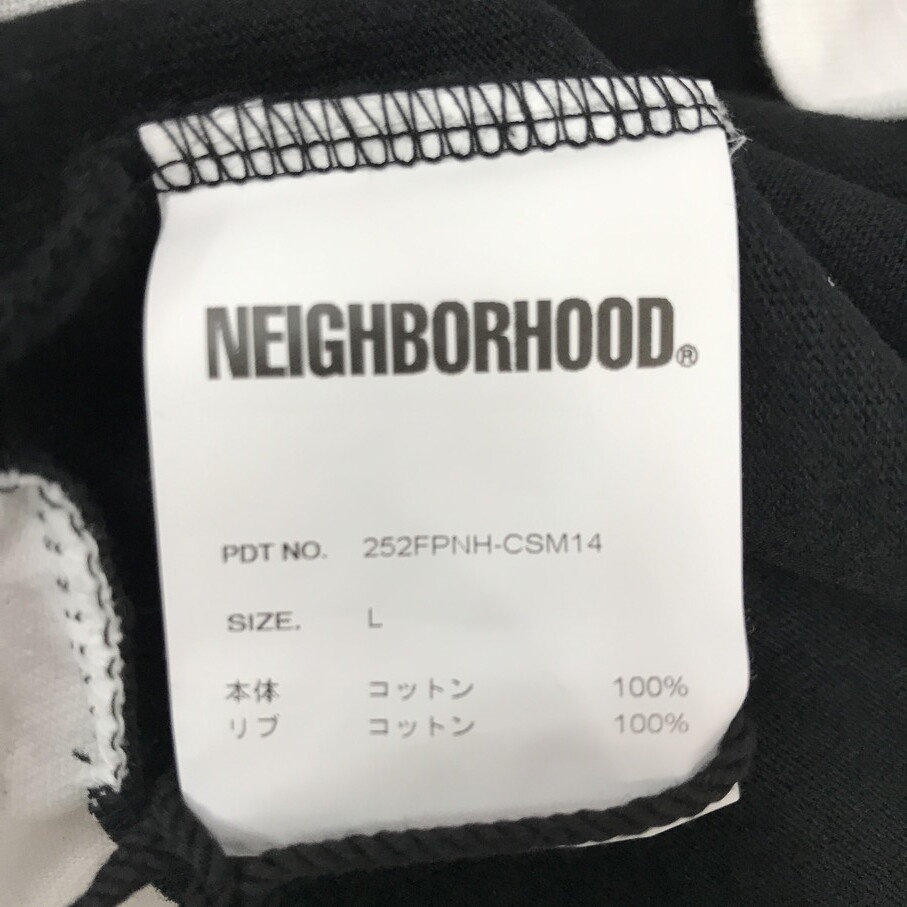 NEIGHBORHOOD®
PDT NO. 252FPNH-CSM14
SIZE. L
本体 コットン 100%
リブ コットン 100%